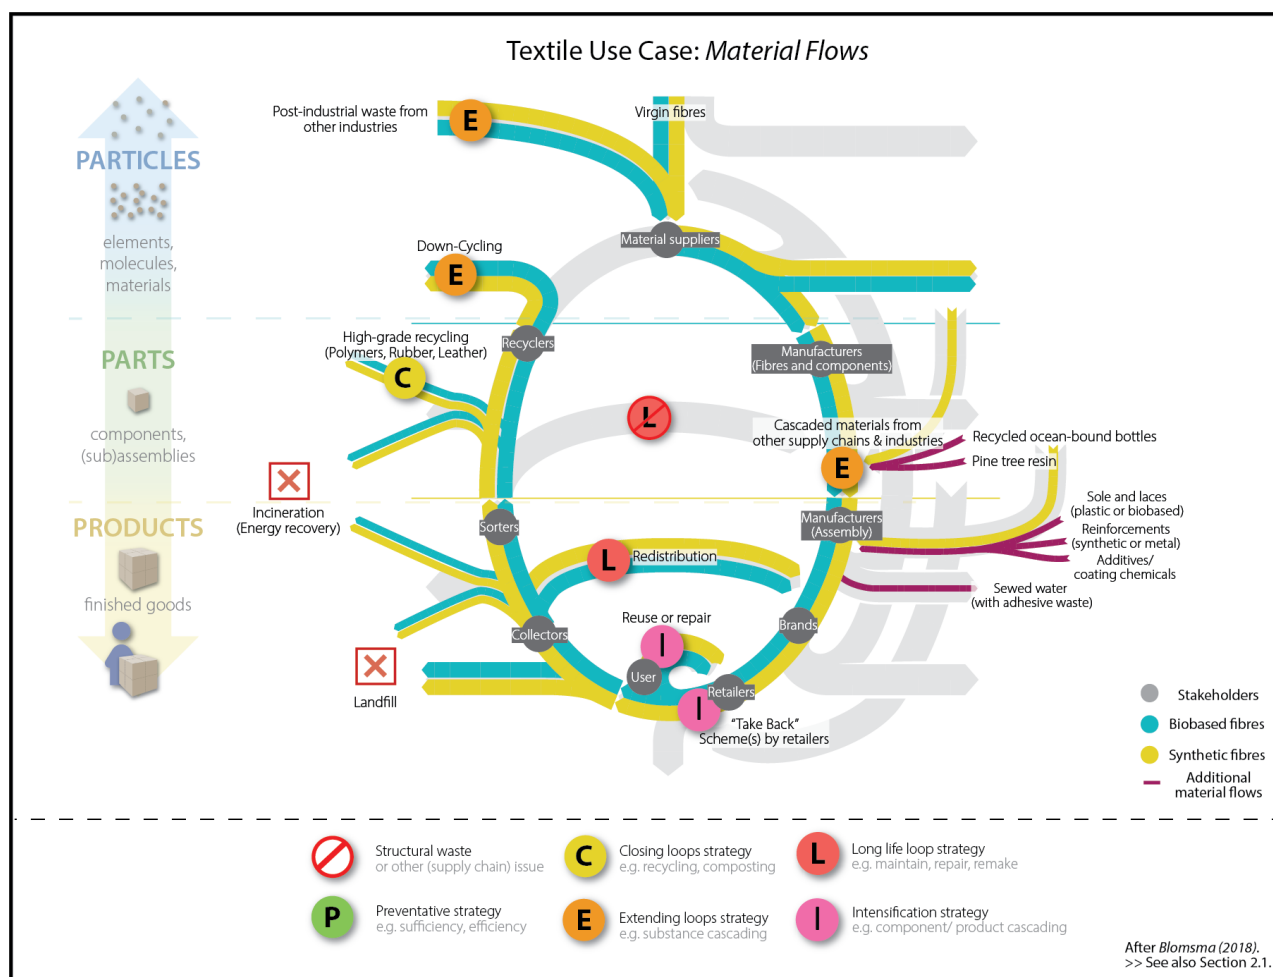 Textile Use Case: Material Flows
Post-industrial waste from
other industries
E
Virgin fibres
PARTICLES
elements,
molecules,
materials
Material suppliers
Down-Cycling
E
High-grade recycling
(Polymers, Rubber, Leather)
C
Recyclers
Manufacturers
(Fibres and components)
PARTS
components,
(sub)assemblies
L
Cascaded materials from
other supply chains & industries
E
Recycled ocean-bound bottles
Pine tree resin
Incineration
(Energy recovery)
PRODUCTS
finished goods
Sorters
Manufacturers
(Assembly)
Sole and laces
(plastic or biobased)
Reinforcements
(synthetic or metal)
Additives/
coating chemicals
Sewed water
(with adhesive waste)
L
Redistribution
Reuse or repair
I
Collectors
Brands
User
Retailers
I
"Take Back"
Scheme(s) by retailers
Landfill
Stakeholders
Biobased fibres
Synthetic fibres
Additional
material flows
Structural waste
or other (supply chain) issue
C
Closing loops strategy
e.g. recycling, composting
L
Long life loop strategy
e.g. maintain, repair, remake
P
Preventative strategy
e.g. sufficiency, efficiency
E
Extending loops strategy
e.g. substance cascading
I
Intensification strategy
e.g. component/ product cascading
After Blomsma (2018).
>> See also Section 2.1.